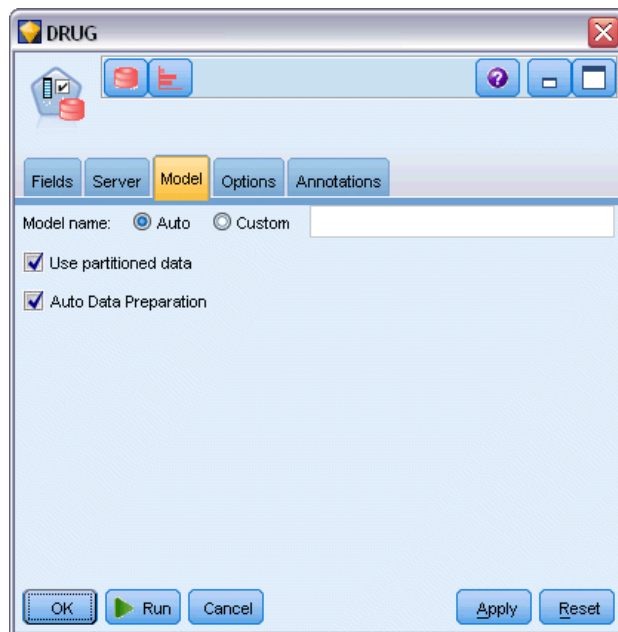 DRUG
?
Fields Server Model Options Annotations
Model name: Auto Custom
Use partitioned data
Auto Data Preparation
OK Run Cancel Apply Reset